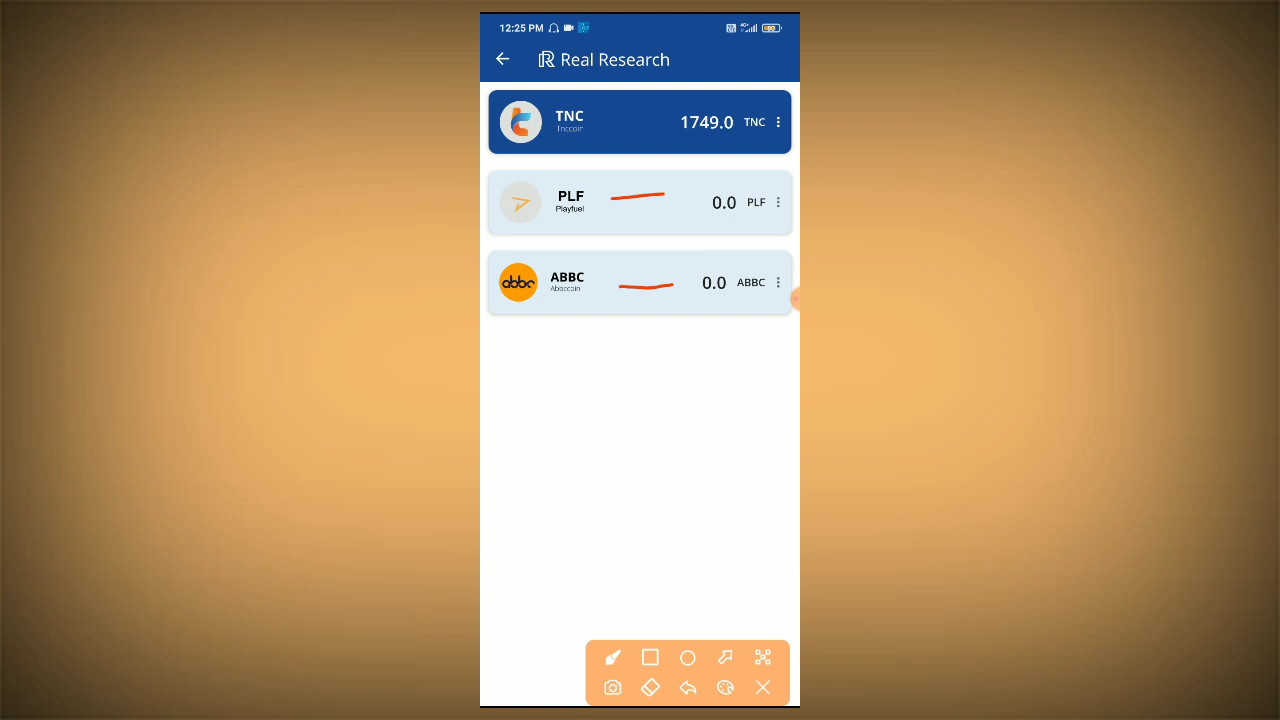 12:25 PM
Real Research
TNC
Tnccoin
1749.0 TNC
PLF
Playfuel
0.0 PLF
abbc
ABBC
Abbccoin
0.0 ABBC